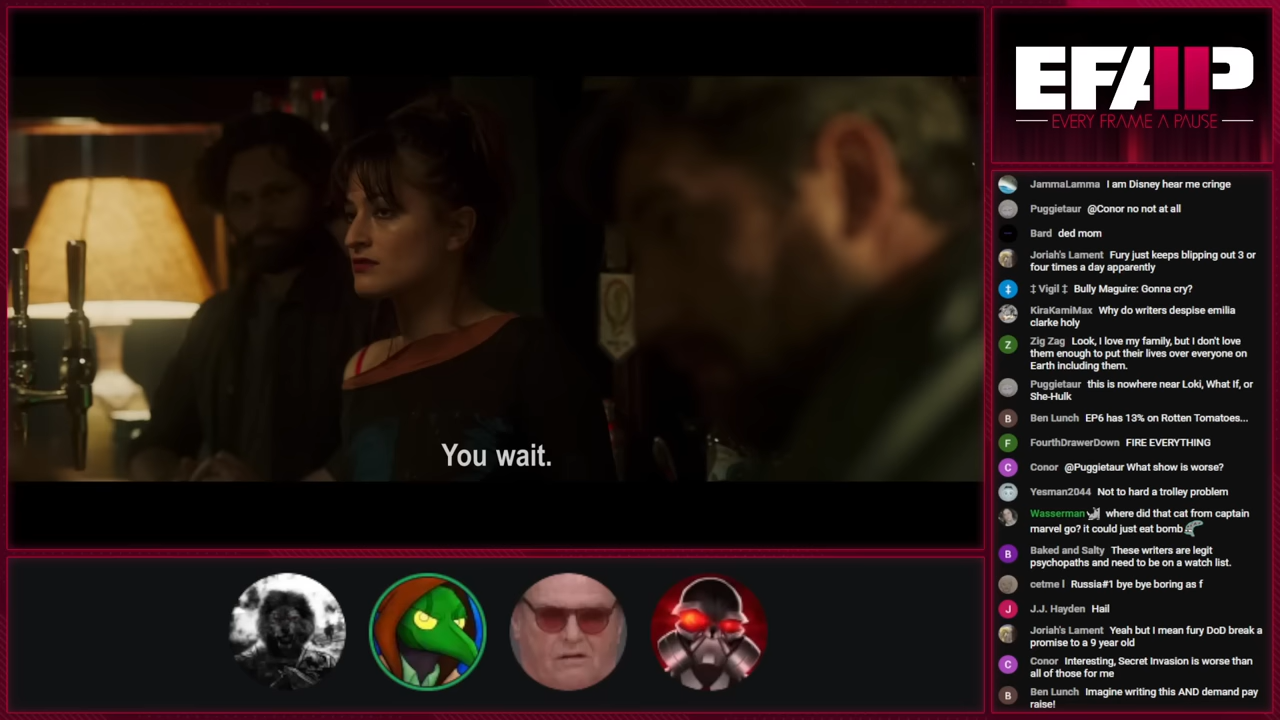 You wait.
EFAP
EVERY FRAME A PAUSE
JammaLamma I am Disney hear me cringe
Puggietaur @Conor no not at all
Bard ded mom
Joriah's Lament Fury just keeps blipping out 3 or
four times a day apparently
‡ Vigil ‡ Bully Maguire: Gonna cry?
KiraKamiMax Why do writers despise emilia
clarke holy
Z
Zig Zag Look, I love my family, but I don't love
them enough to put their lives over everyone on
Earth including them.
Puggietaur this is nowhere near Loki, What If, or
She-Hulk
B
Ben Lunch EP6 has 13% on Rotten Tomatoes...
F
FourthDrawerDown FIRE EVERYTHING
C
Conor @Puggietaur What show is worse?
Yesman2044 Not to hard a trolley problem
Wasserman where did that cat from captain
marvel go? it could just eat bomb
B
Baked and Salty These writers are legit
psychopaths and need to be on a watch list.
cetme l Russia#1 bye bye boring as f
J
J.J. Hayden Hail
Joriah's Lament Yeah but I mean fury DoD break a
promise to a 9 year old
C
Conor Interesting, Secret Invasion is worse than
all of those for me
B
Ben Lunch Imagine writing this AND demand pay
raise!